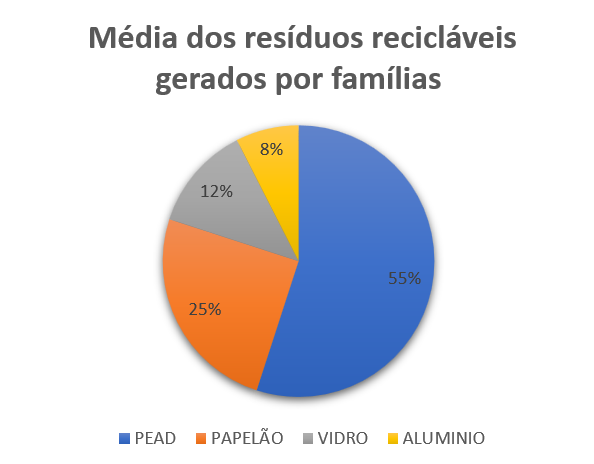 Média dos resíduos recicláveis
gerados por famílias
8%
12%
55%
25%
PEAD PAPELÃO VIDRO ALUMINIO